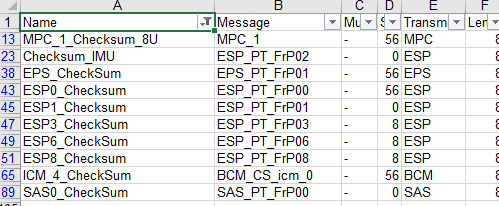 A B C D E F
1 Name Message Mu S Transm Len
13 MPC_1_Checksum_8U MPC_1 - 56 MPC 8
23 Checksum_IMU ESP_PT_FrP02 - 0 ESP 8
38 EPS_CheckSum EPS_PT_FrP01 - 56 EPS 8
43 ESP0_Checksum ESP_PT_FrP00 - 56 ESP 8
45 ESP1_Checksum ESP_PT_FrP01 - 0 ESP 8
47 ESP3_CheckSum ESP_PT_FrP03 - 8 ESP 8
49 ESP6_CheckSum ESP_PT_FrP06 - 8 ESP 8
51 ESP8_Checksum ESP_PT_FrP08 - 8 ESP 8
65 ICM_4_CheckSum BCM_CS_icm_0 - 56 BCM 8
89 SAS0_CheckSum SAS_PT_FrP00 - 0 SAS 8